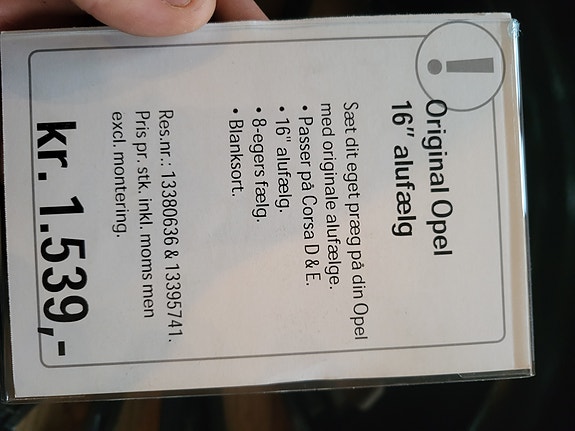 !
Original Opel
16" alufælg
Sæt dit eget præg på din Opel
med originale alufælge.
• Passer på Corsa D & E.
• 16" alufælg.
• 8-egers fælg.
• Blanksort.
Res.nr.: 13380636 & 13395741.
Pris pr. stk. inkl. moms men
excl. montering.
kr. 1.539,-